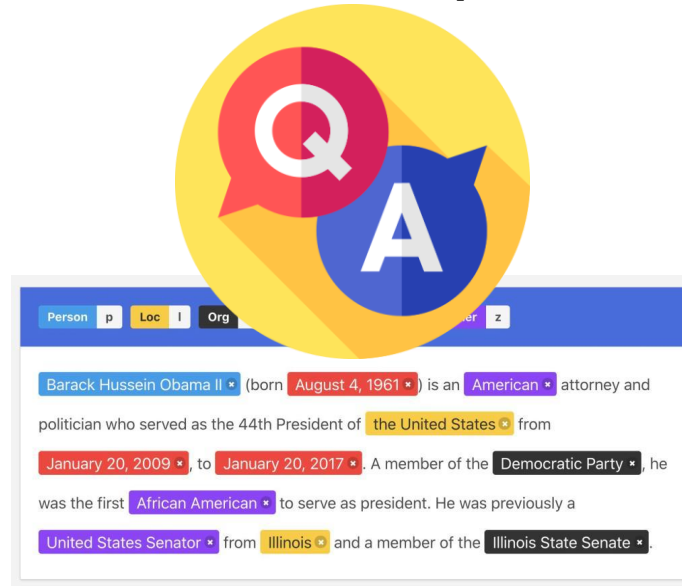 Q
A
Person p Loc l Org z
Barack Hussein Obama II (born August 4, 1961) is an American attorney and
politician who served as the 44th President of the United States from
January 20, 2009, to January 20, 2017. A member of the Democratic Party, he
was the first African American to serve as president. He was previously a
United States Senator from Illinois and a member of the Illinois State Senate.